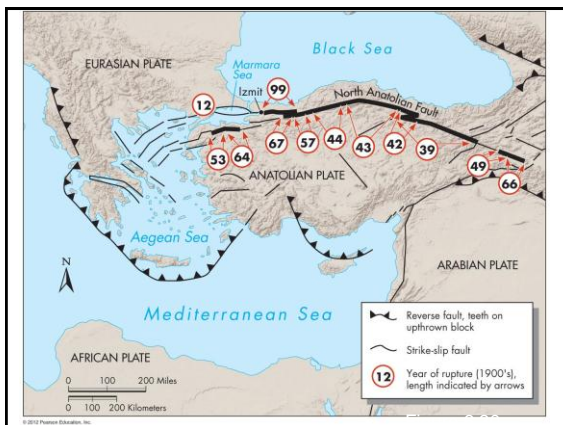 Black Sea
EURASIAN PLATE
Marmara
Sea
Izmit
99
North Anatolian Fault
12
67
57
44
43
42
39
53
64
49
66
ANATOLIAN PLATE
Aegean Sea
N
ARABIAN PLATE
Mediterranean Sea
AFRICAN PLATE
0 100 200 Miles
0 100 200 Kilometers
Reverse fault, teeth on
upthrown block
Strike-slip fault
12
Year of rupture (1900's),
length indicated by arrows
© 2012 Pearson Education, Inc.